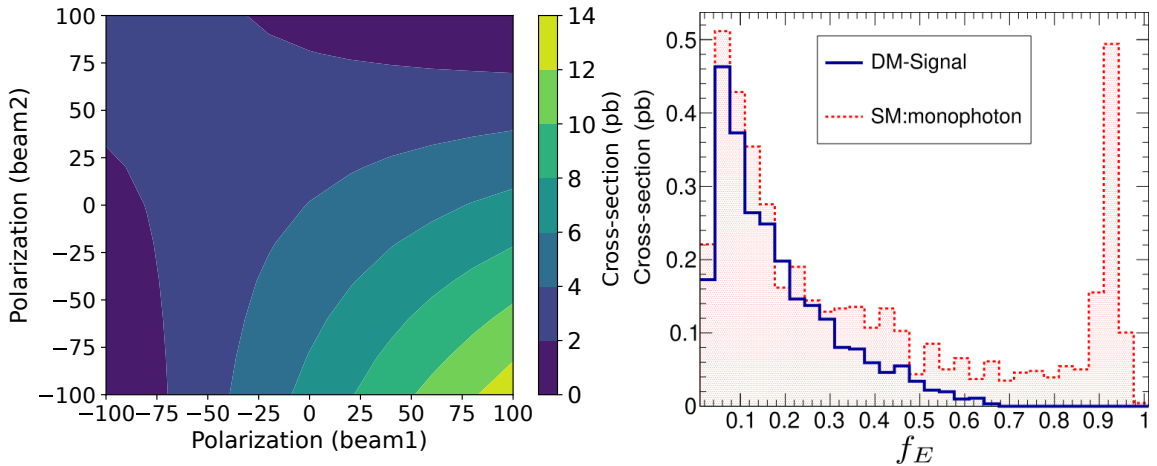 Polarization (beam2)
100
75
50
25
0
−25
−50
−75
−100
−100 −75 −50 −25 0 25 50 75 100
Polarization (beam1)
14
12
10
8
6
4
2
0
Cross-section (pb)
Cross-section (pb)
0.5
0.4
0.3
0.2
0.1
0
DM-Signal
SM:monophoton
0.1 0.2 0.3 0.4 0.5 0.6 0.7 0.8 0.9 1
f_E